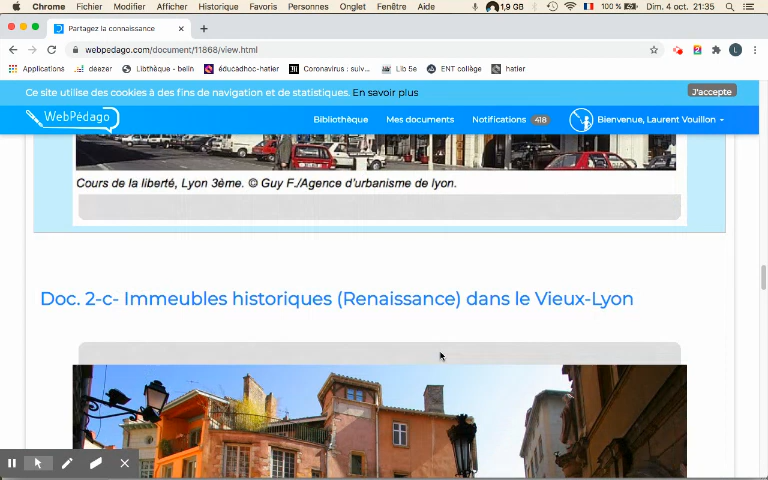 Chrome Fichier Modifier Afficher Historique Favoris Personnes Onglet Fenêtre Aide 1,9 GB 100 % Dim. 4 oct. 21:35
Partagez la connaissance
webpedago.com/document/11868/view.html
Applications deezer Libthèque - belin éducadhoc-hatier Coronavirus : suiv... Lib 5e ENT collège hatier
Ce site utilise des cookies à des fins de navigation et de statistiques. En savoir plus J'accepte
WebPédago Bibliothèque Mes documents Notifications 418 Bienvenue, Laurent Vouillon
Cours de la liberté, Lyon 3ème. © Guy F./Agence d'urbanisme de lyon.
Doc. 2-c- Immeubles historiques (Renaissance) dans le Vieux-Lyon